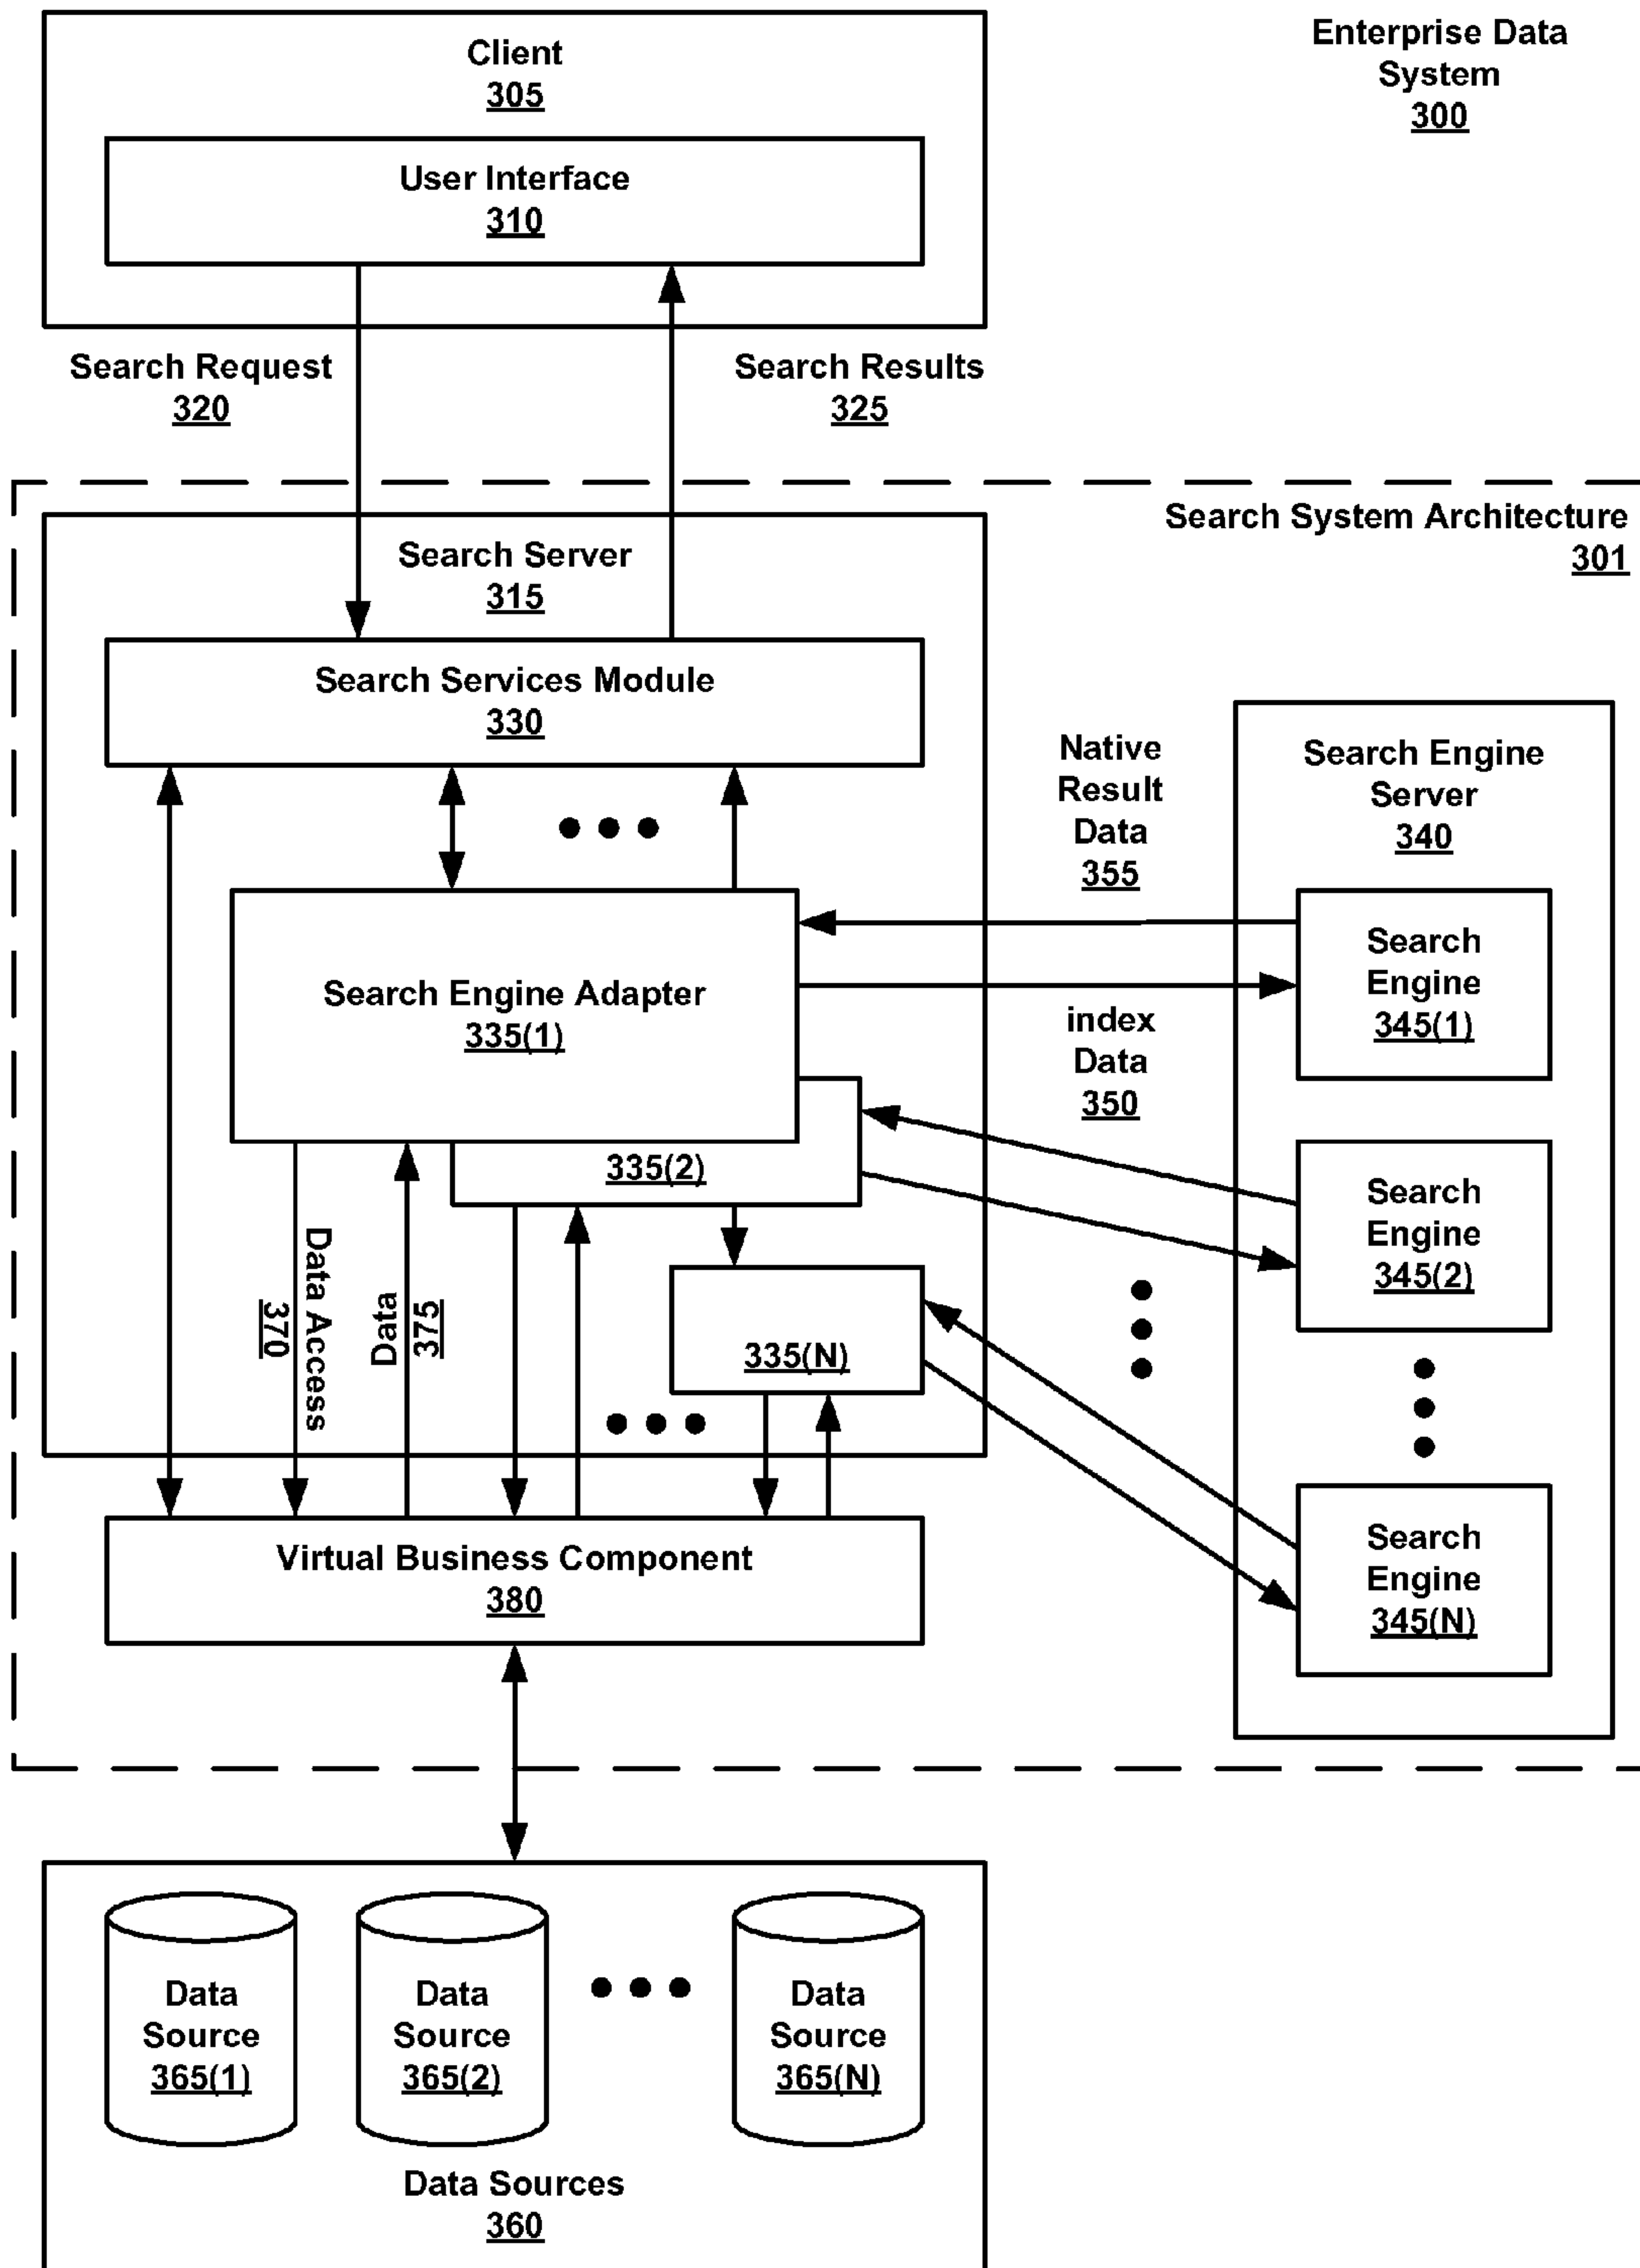 Client
305
Enterprise Data
System
300
User Interface
310
Search Request
320
Search Results
325
Search System Architecture
301
Search Server
315
Search Services Module
330
Native
Result
Data
355
Search Engine
Server
340
Search
Engine
345(1)
Search Engine Adapter
335(1)
index
Data
350
335(2)
Search
Engine
345(2)
Data Access
370
Data
375
335(N)
Search
Engine
345(N)
Virtual Business Component
380
Data
Source
365(1)
Data
Source
365(2)
Data
Source
365(N)
Data Sources
360